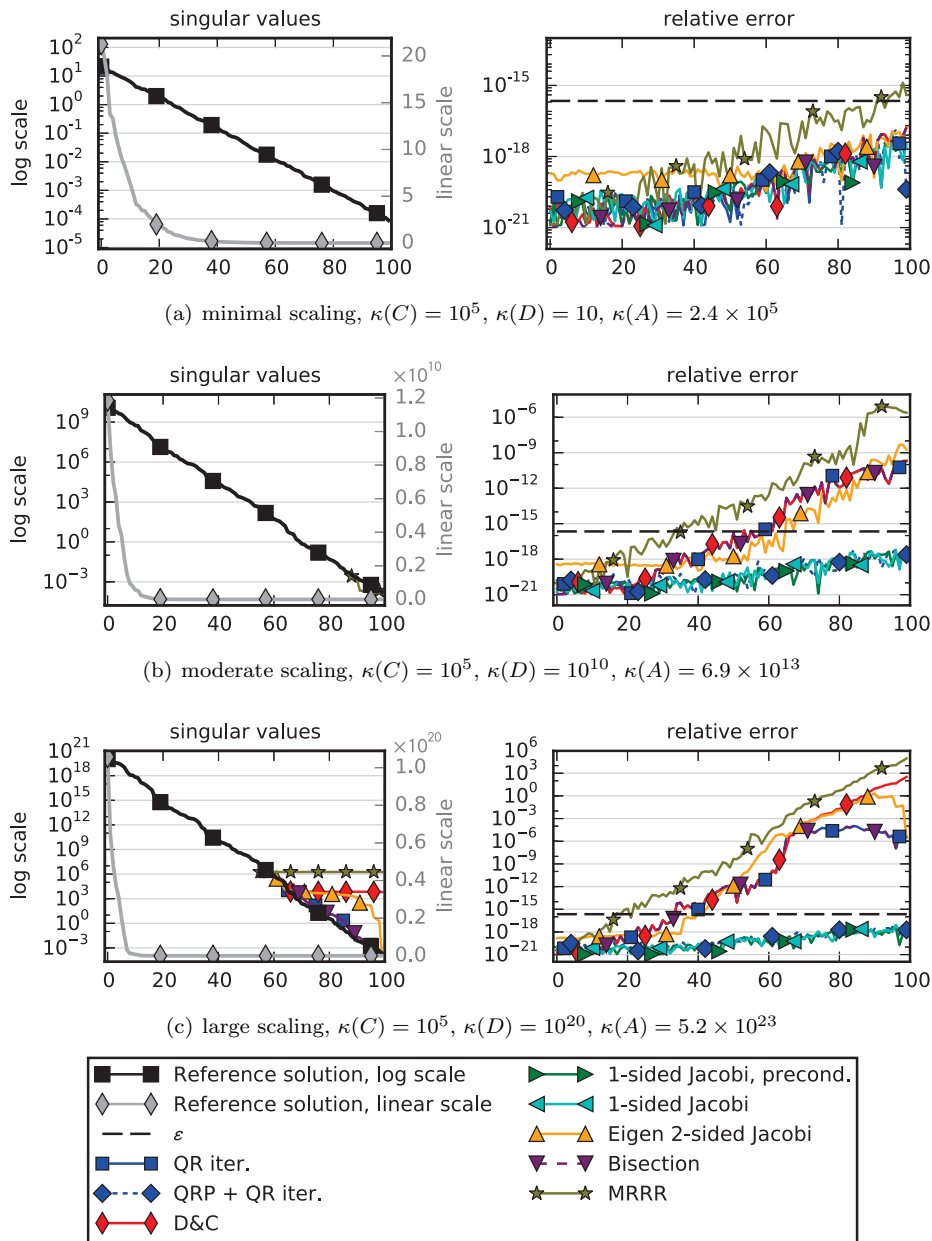 singular values
relative error
10^2
10^1
10^0
10^-1
10^-2
10^-3
10^-4
10^-5
log scale
0 20 40 60 80 100
20
15
10
5
0
linear scale
10^-15
10^-18
10^-21
0 20 40 60 80 100
(a) minimal scaling, κ(C) = 10^5, κ(D) = 10, κ(A) = 2.4 × 10^5
singular values
relative error
×10^10
10^9
10^6
10^3
10^0
10^-3
log scale
0 20 40 60 80 100
1.2
1.0
0.8
0.6
0.4
0.2
0.0
linear scale
10^-6
10^-9
10^-12
10^-15
10^-18
10^-21
0 20 40 60 80 100
(b) moderate scaling, κ(C) = 10^5, κ(D) = 10^10, κ(A) = 6.9 × 10^13
singular values
relative error
×10^20
10^21
10^18
10^15
10^12
10^9
10^6
10^3
10^0
10^-3
log scale
0 20 40 60 80 100
1.0
0.8
0.6
0.4
0.2
0.0
linear scale
10^6
10^3
10^0
10^-3
10^-6
10^-9
10^-12
10^-15
10^-18
10^-21
0 20 40 60 80 100
(c) large scaling, κ(C) = 10^5, κ(D) = 10^20, κ(A) = 5.2 × 10^23
Reference solution, log scale
Reference solution, linear scale
ε
QR iter.
QRP + QR iter.
D&C
1-sided Jacobi, precond.
1-sided Jacobi
Eigen 2-sided Jacobi
Bisection
MRRR